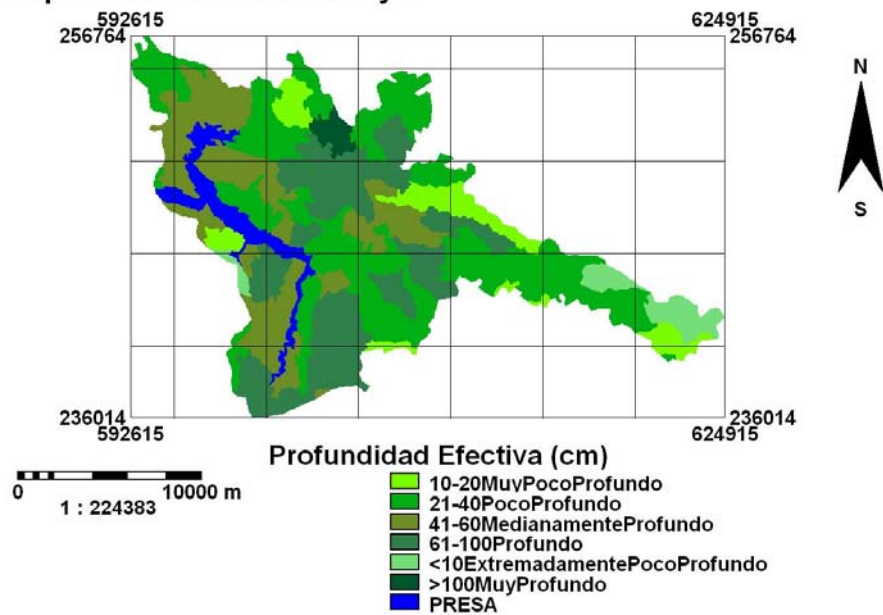 592615 624915
256764 256764
N
S
236014 236014
592615 624915
Profundidad Efectiva (cm)
0 10000 m
1 : 224383
10-20MuyPocoProfundo
21-40PocoProfundo
41-60MedianamenteProfundo
61-100Profundo
<10ExtremadamentePocoProfundo
>100MuyProfundo
PRESA